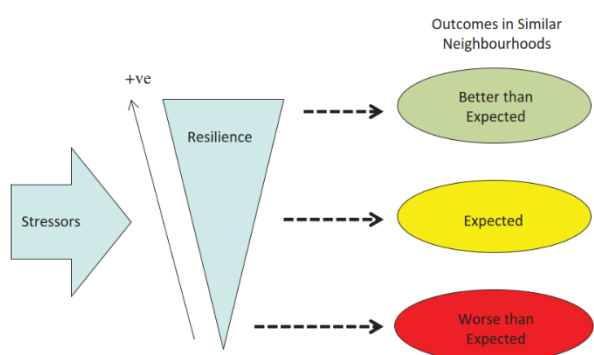 Outcomes in Similar
Neighbourhoods
+ve
Better than
Expected
Resilience
Stressors
Expected
Worse than
Expected